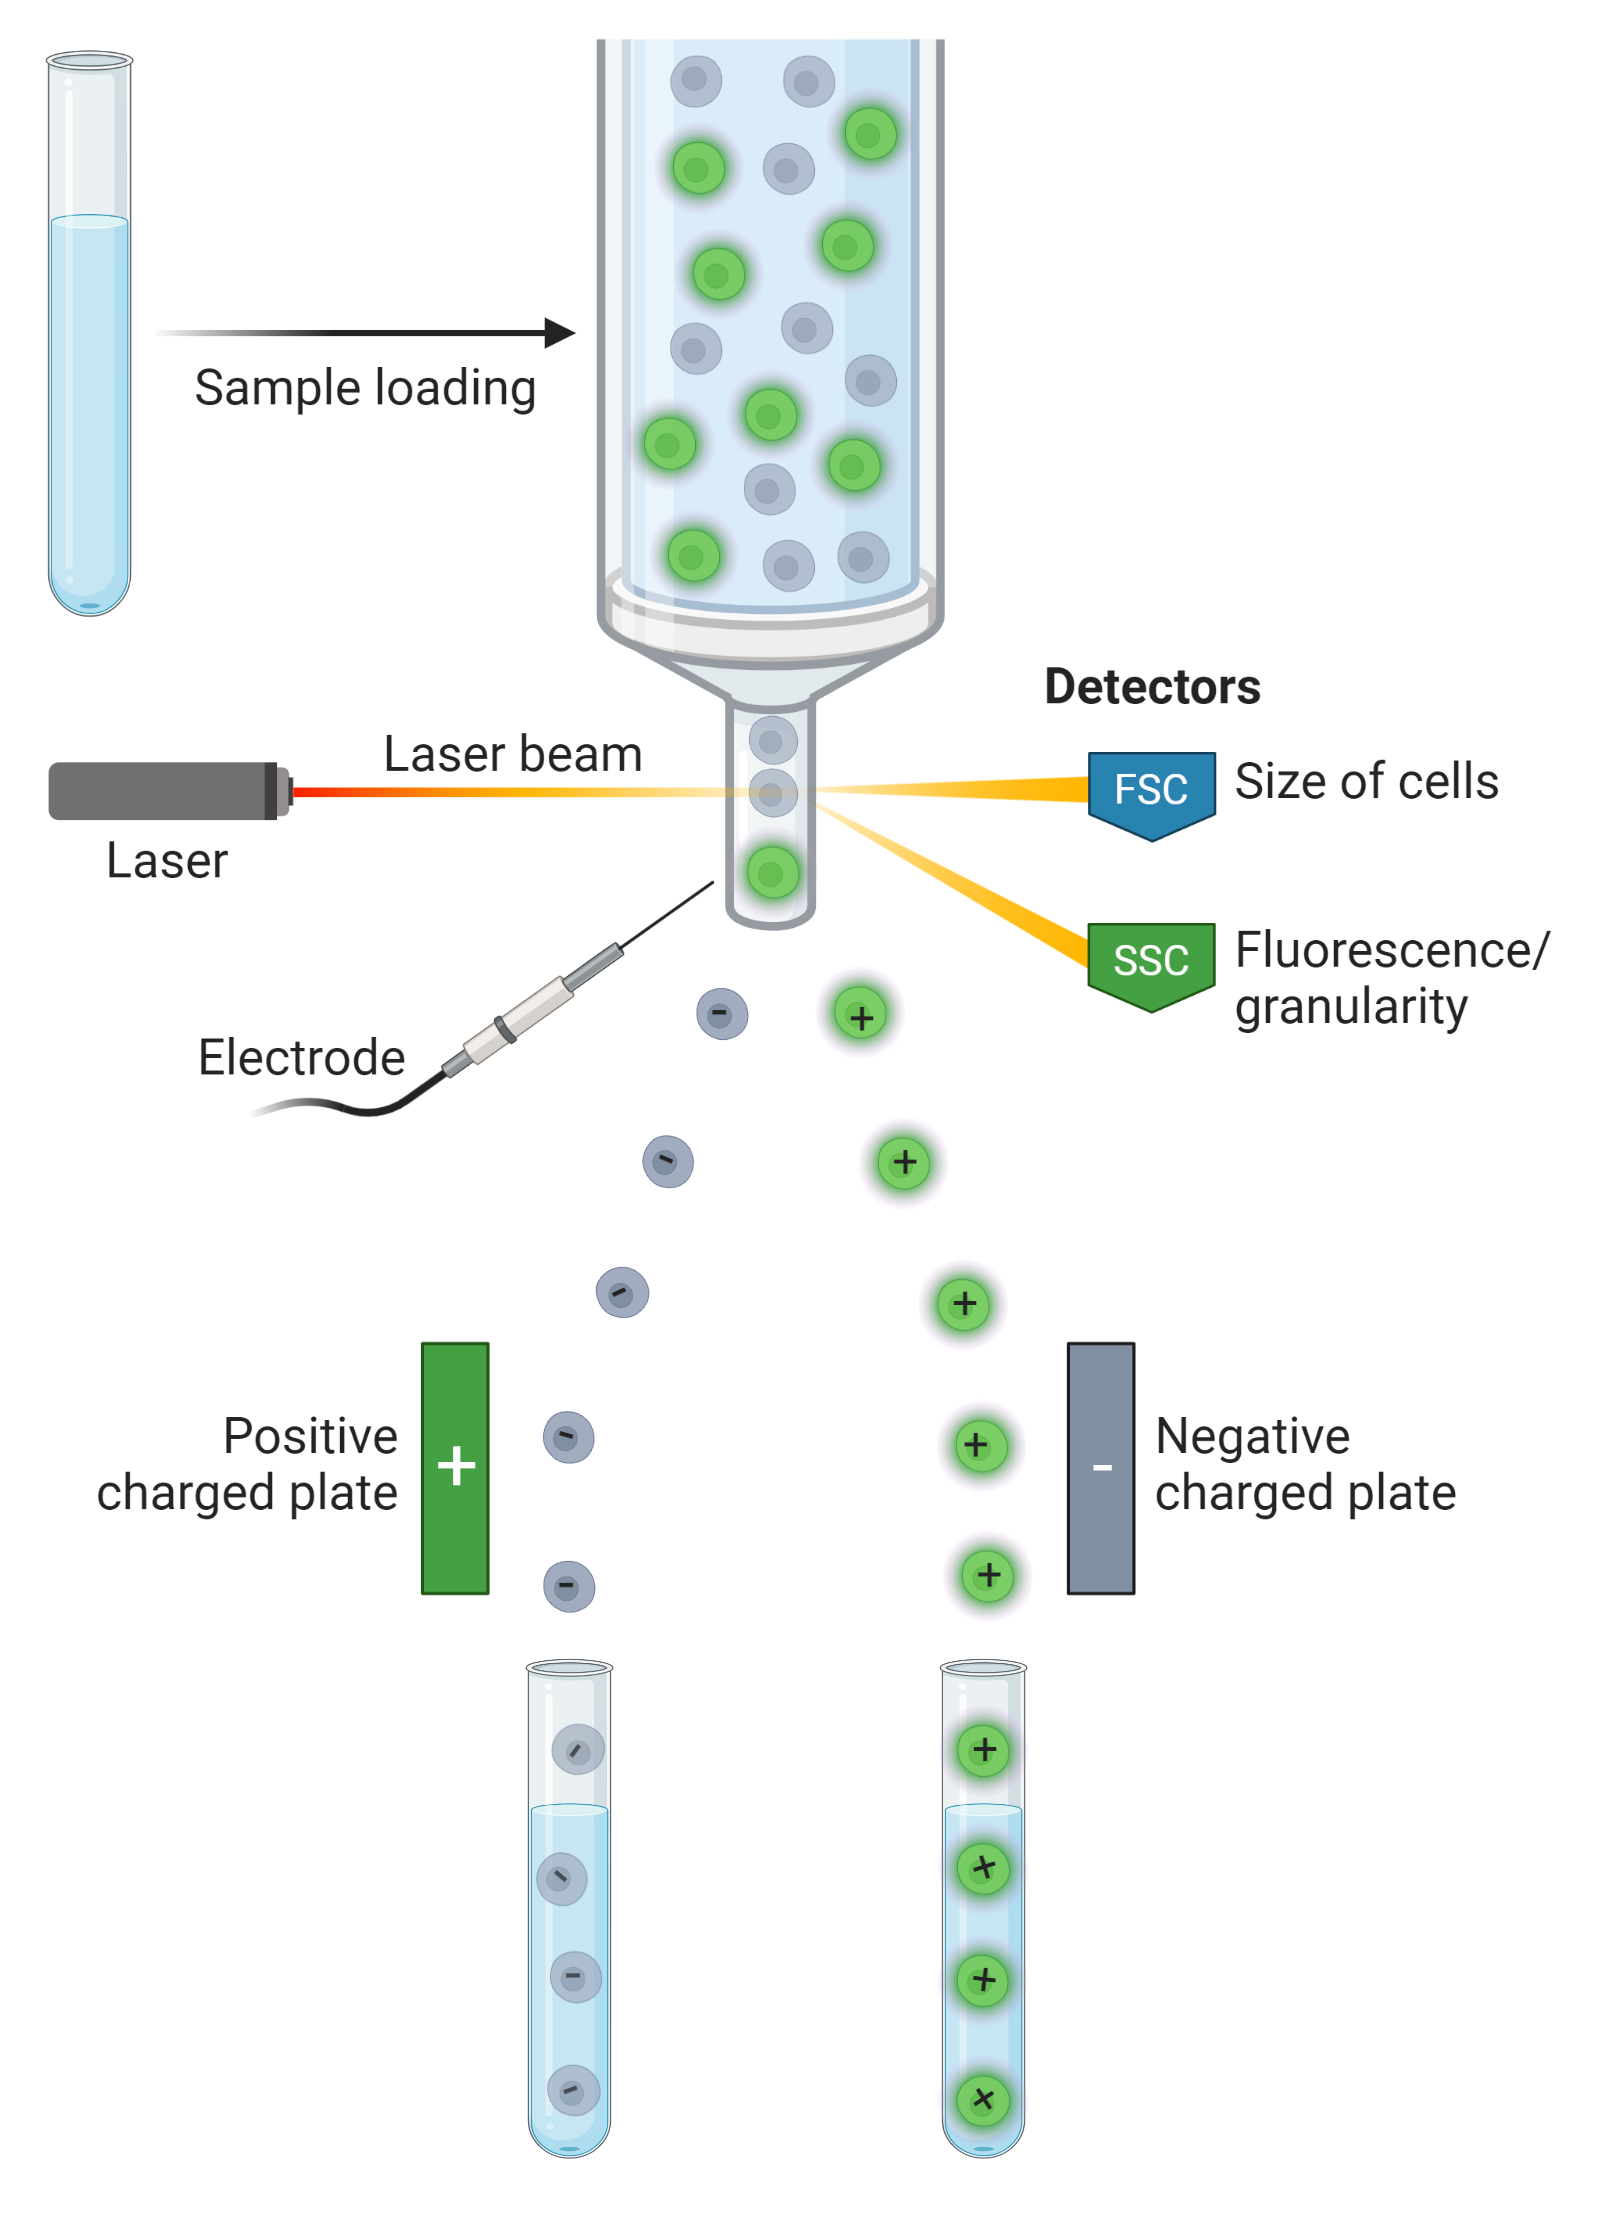 Sample loading
Detectors
Laser beam
FSC
Size of cells
Laser
SSC
Fluorescence/
granularity
Electrode
- +
- +
- +
Positive
charged plate
+
-
Negative
charged plate
- +
- +
- +
- +
- +
- +